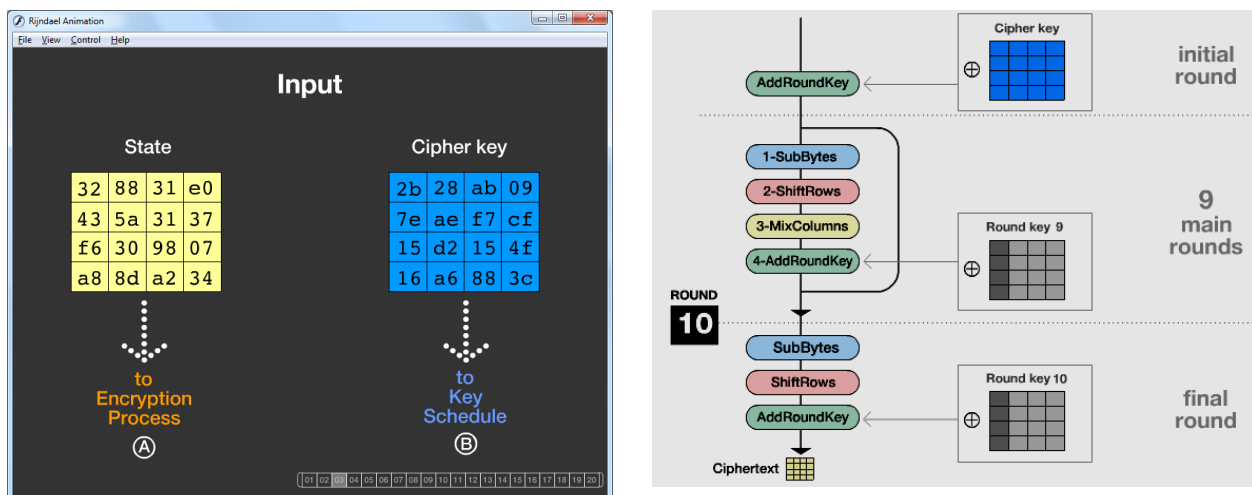 Rijndael Animation
File View Control Help
Input
State
Cipher key
32 88 31 e0
43 5a 31 37
f6 30 98 07
a8 8d a2 34
2b 28 ab 09
7e ae f7 cf
15 d2 15 4f
16 a6 88 3c
to
Encryption
Process
A
to
Key
Schedule
B
01 02 03 04 05 06 07 08 09 10 11 12 13 14 15 16 17 18 19 20
Cipher key
initial
round
AddRoundKey
1-SubBytes
2-ShiftRows
3-MixColumns
4-AddRoundKey
Round key 9
9
main
rounds
ROUND
10
SubBytes
ShiftRows
AddRoundKey
Round key 10
final
round
Ciphertext